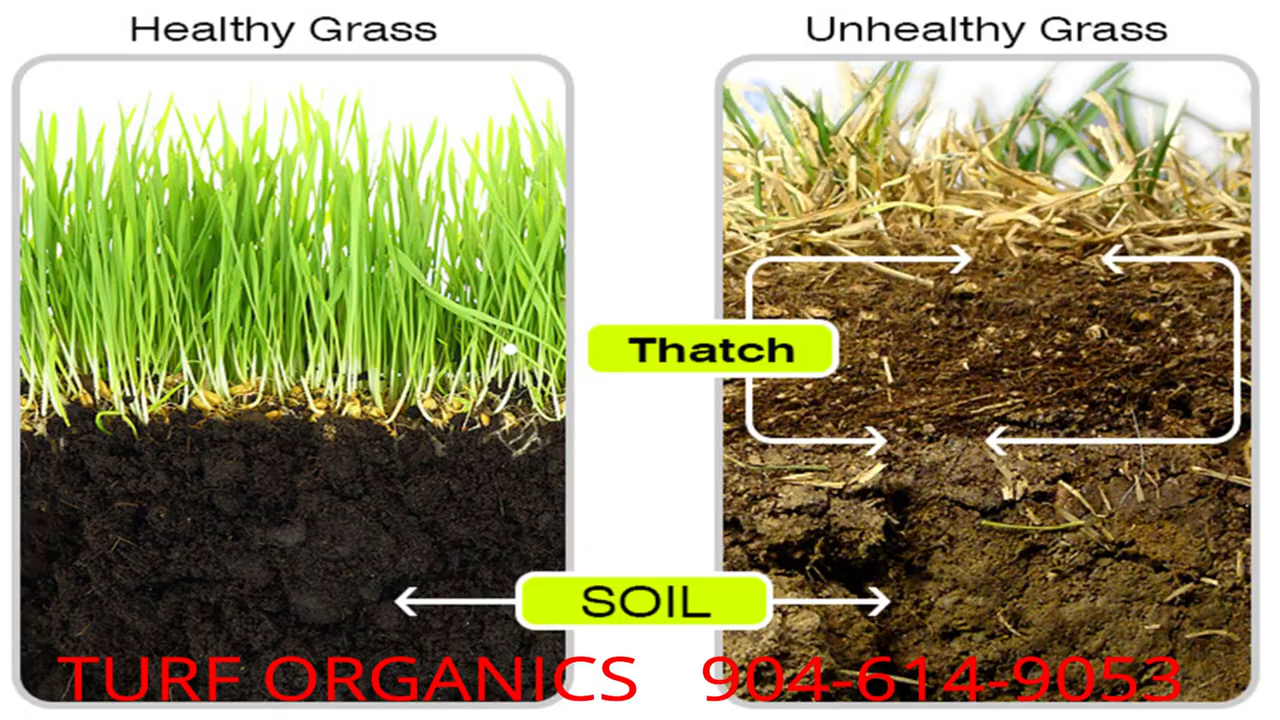 Healthy Grass
Unhealthy Grass
Thatch
SOIL
TURF ORGANICS 904-614-9053